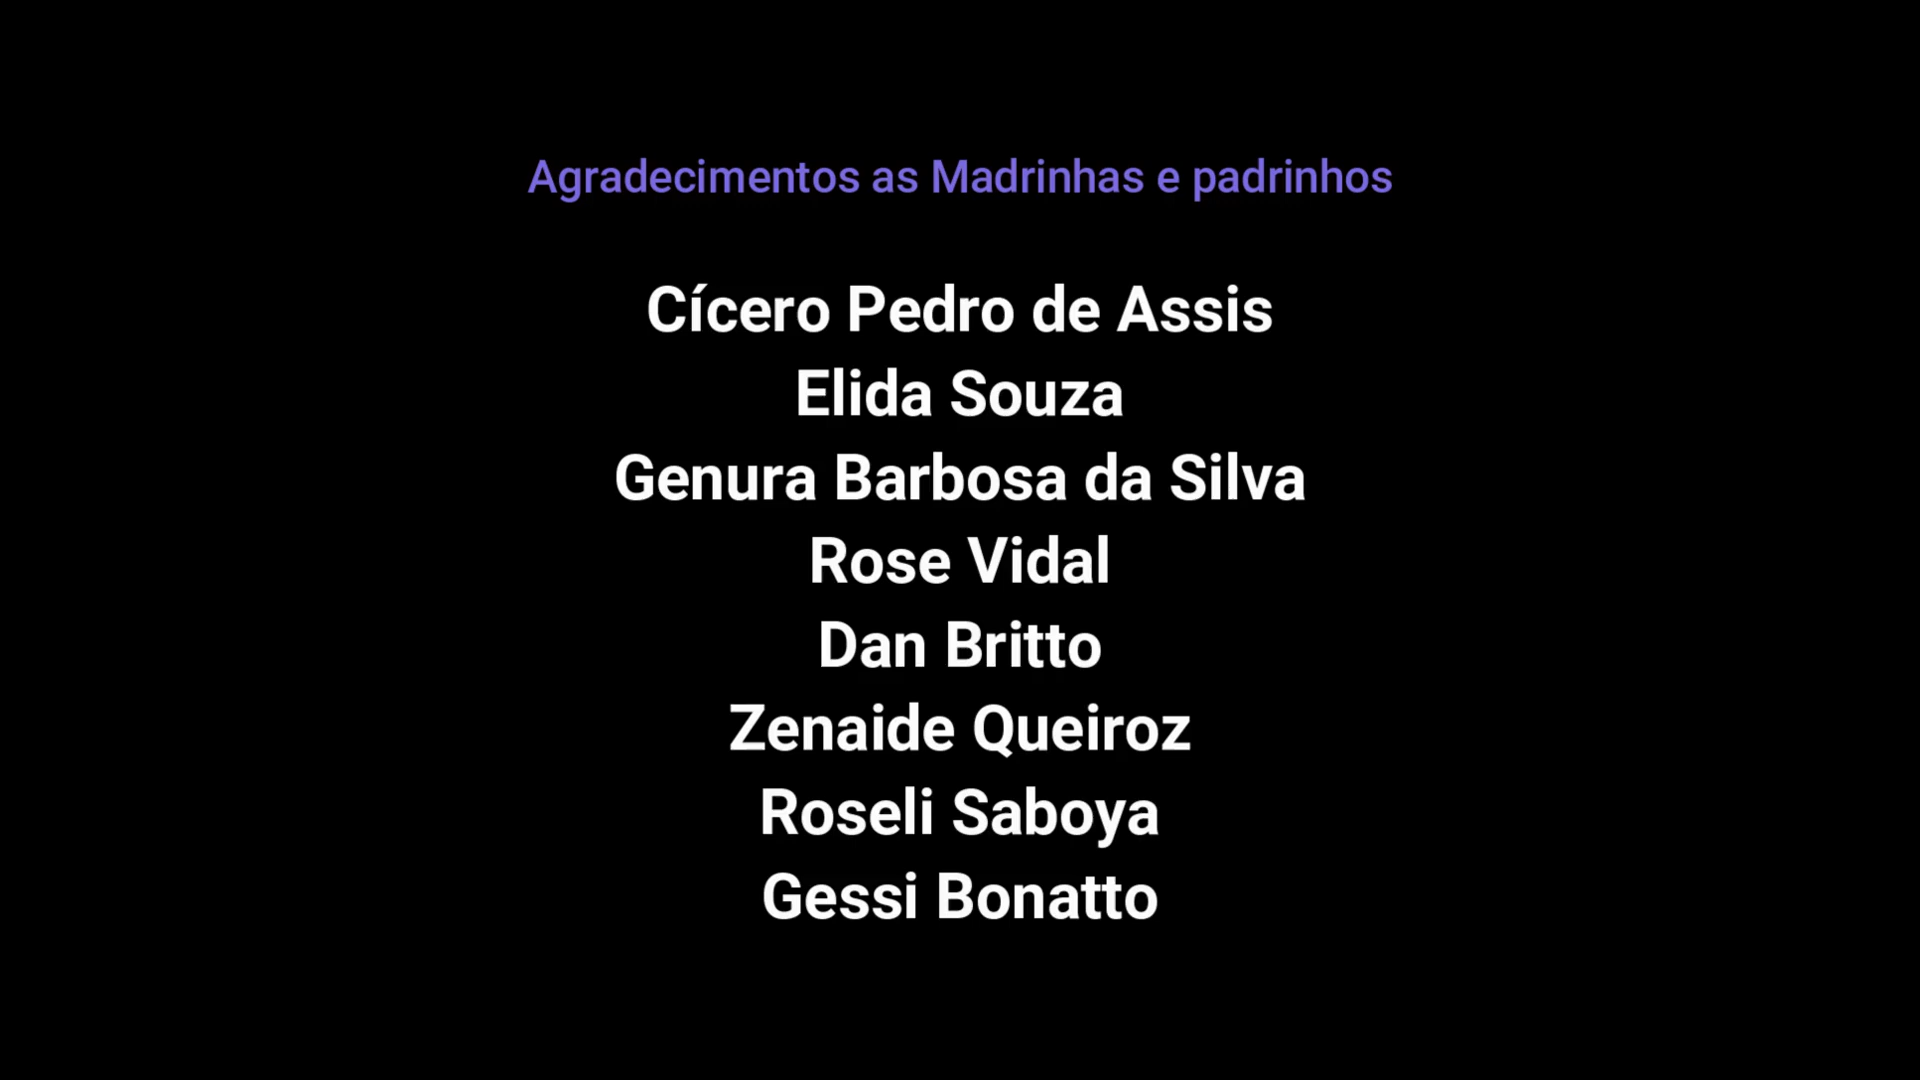 Agradecimentos as Madrinhas e padrinhos
Cícero Pedro de Assis
Elida Souza
Genura Barbosa da Silva
Rose Vidal
Dan Britto
Zenaide Queiroz
Roseli Saboya
Gessi Bonatto